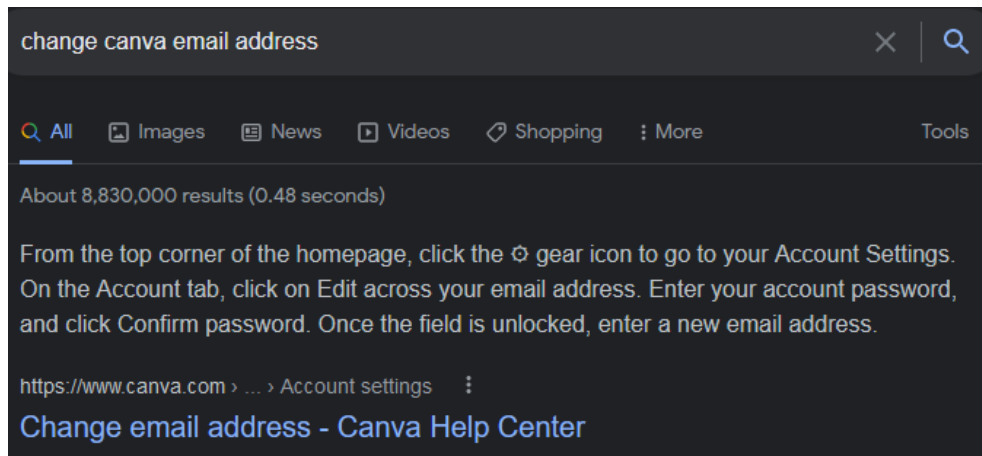 change canva email address
All Images News Videos Shopping More Tools
About 8,830,000 results (0.48 seconds)
From the top corner of the homepage, click the ⚙ gear icon to go to your Account Settings.
On the Account tab, click on Edit across your email address. Enter your account password,
and click Confirm password. Once the field is unlocked, enter a new email address.
https://www.canva.com › ... › Account settings
Change email address - Canva Help Center